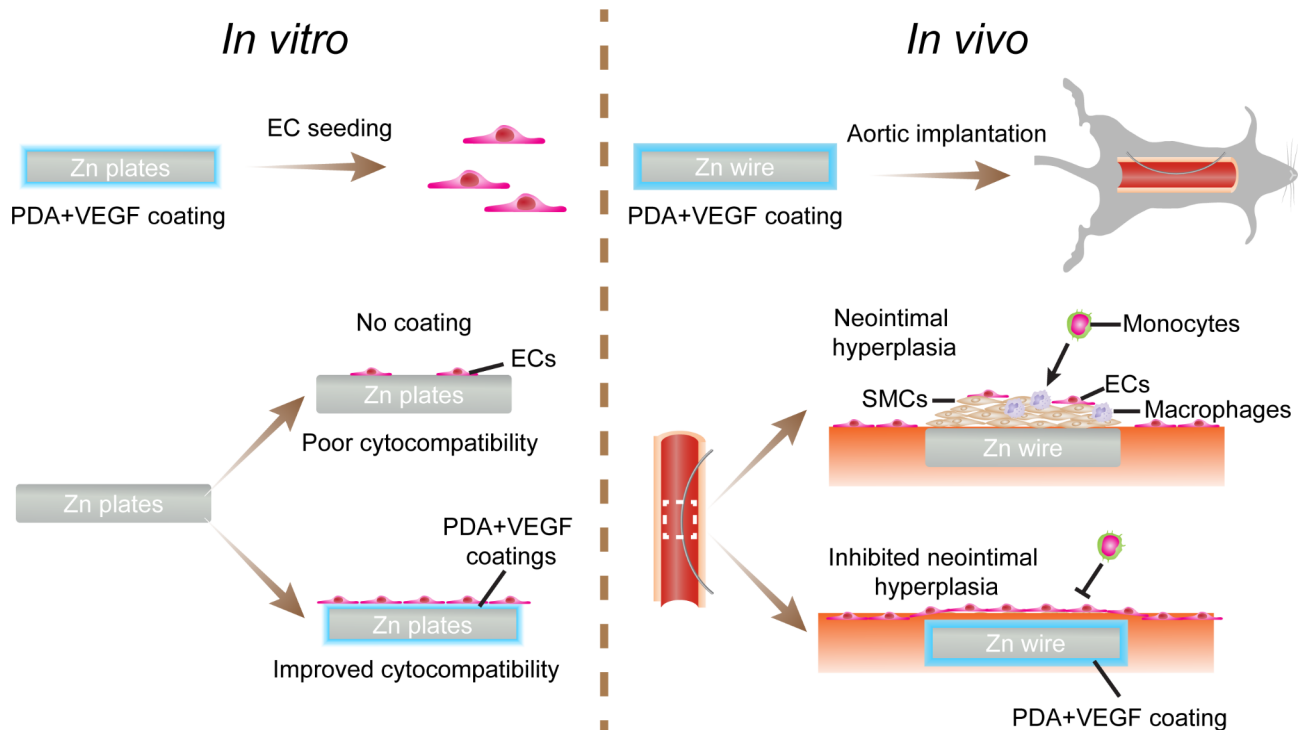 In vitro
EC seeding
Zn plates
PDA+VEGF coating
No coating
ECs
Zn plates
Poor cytocompatibility
Zn plates
PDA+VEGF
coatings
Zn plates
Improved cytocompatibility
In vivo
Aortic implantation
Zn wire
PDA+VEGF coating
Neointimal
hyperplasia
Monocytes
SMCs
ECs
Macrophages
Zn wire
Inhibited neointimal
hyperplasia
Zn wire
PDA+VEGF coating